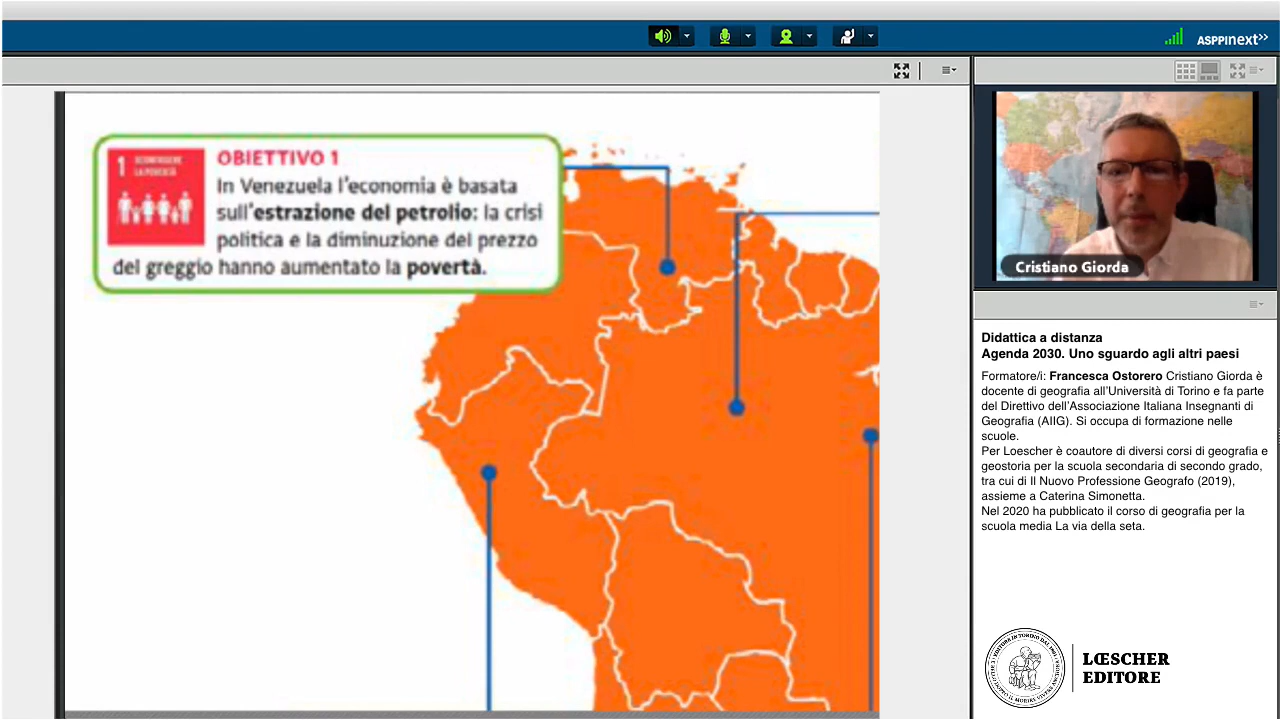 ASPPInext>>
1 SCONFIGGERE
LA POVERTÀ
OBIETTIVO 1
In Venezuela l'economia è basata
sull'estrazione del petrolio: la crisi
politica e la diminuzione del prezzo
del greggio hanno aumentato la povertà.
Cristiano Giorda
Didattica a distanza
Agenda 2030. Uno sguardo agli altri paesi
Formatore/i: Francesca Ostorero Cristiano Giorda è
docente di geografia all'Università di Torino e fa parte
del Direttivo dell'Associazione Italiana Insegnanti di
Geografia (AIIG). Si occupa di formazione nelle
scuole.
Per Loescher è coautore di diversi corsi di geografia e
geostoria per la scuola secondaria di secondo grado,
tra cui di Il Nuovo Professione Geografo (2019),
assieme a Caterina Simonetta.
Nel 2020 ha pubblicato il corso di geografia per la
scuola media La via della seta.
LŒSCHER
EDITORE